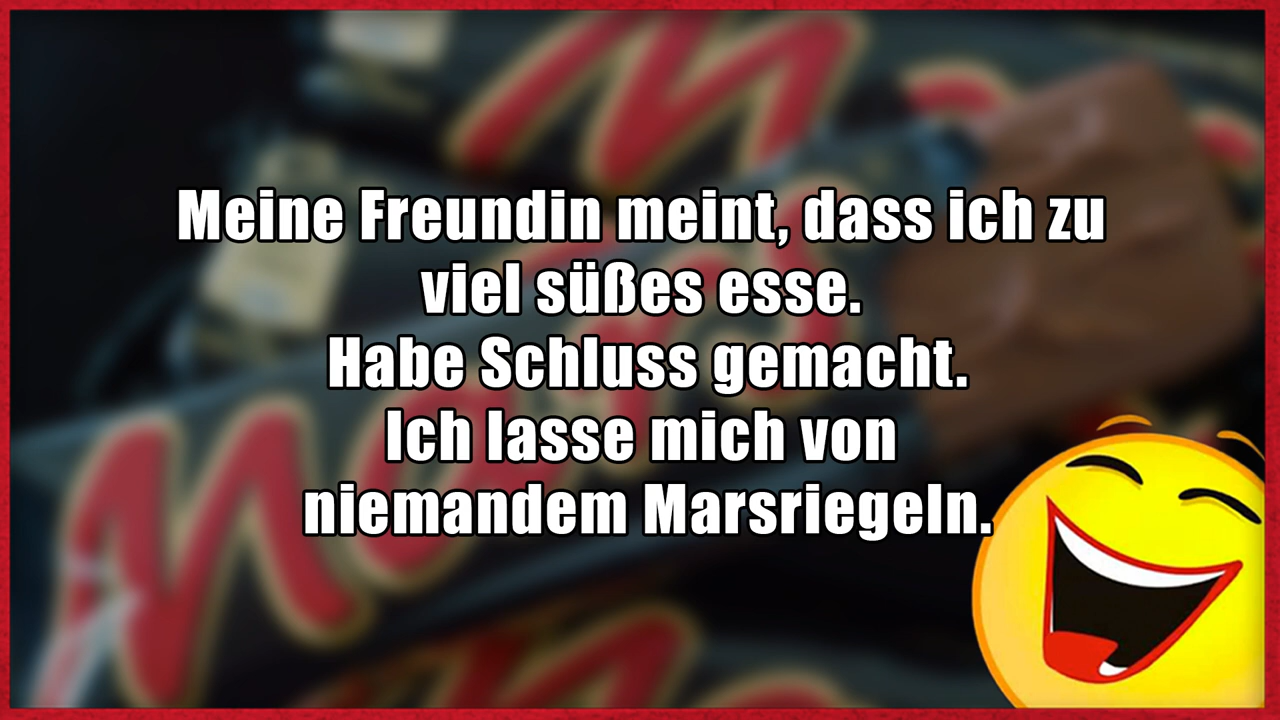 Meine Freundin meint, dass ich zu
viel süßes esse.
Habe Schluss gemacht.
Ich lasse mich von
niemandem Marsriegeln.